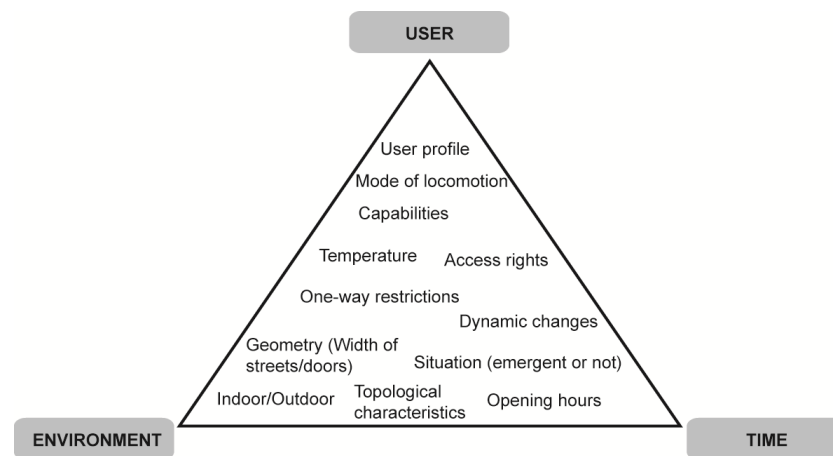 USER
User profile
Mode of locomotion
Capabilities
Temperature
Access rights
One-way restrictions
Dynamic changes
Geometry (Width of
streets/doors)
Situation (emergent or not)
Indoor/Outdoor
Topological
characteristics
Opening hours
ENVIRONMENT
TIME